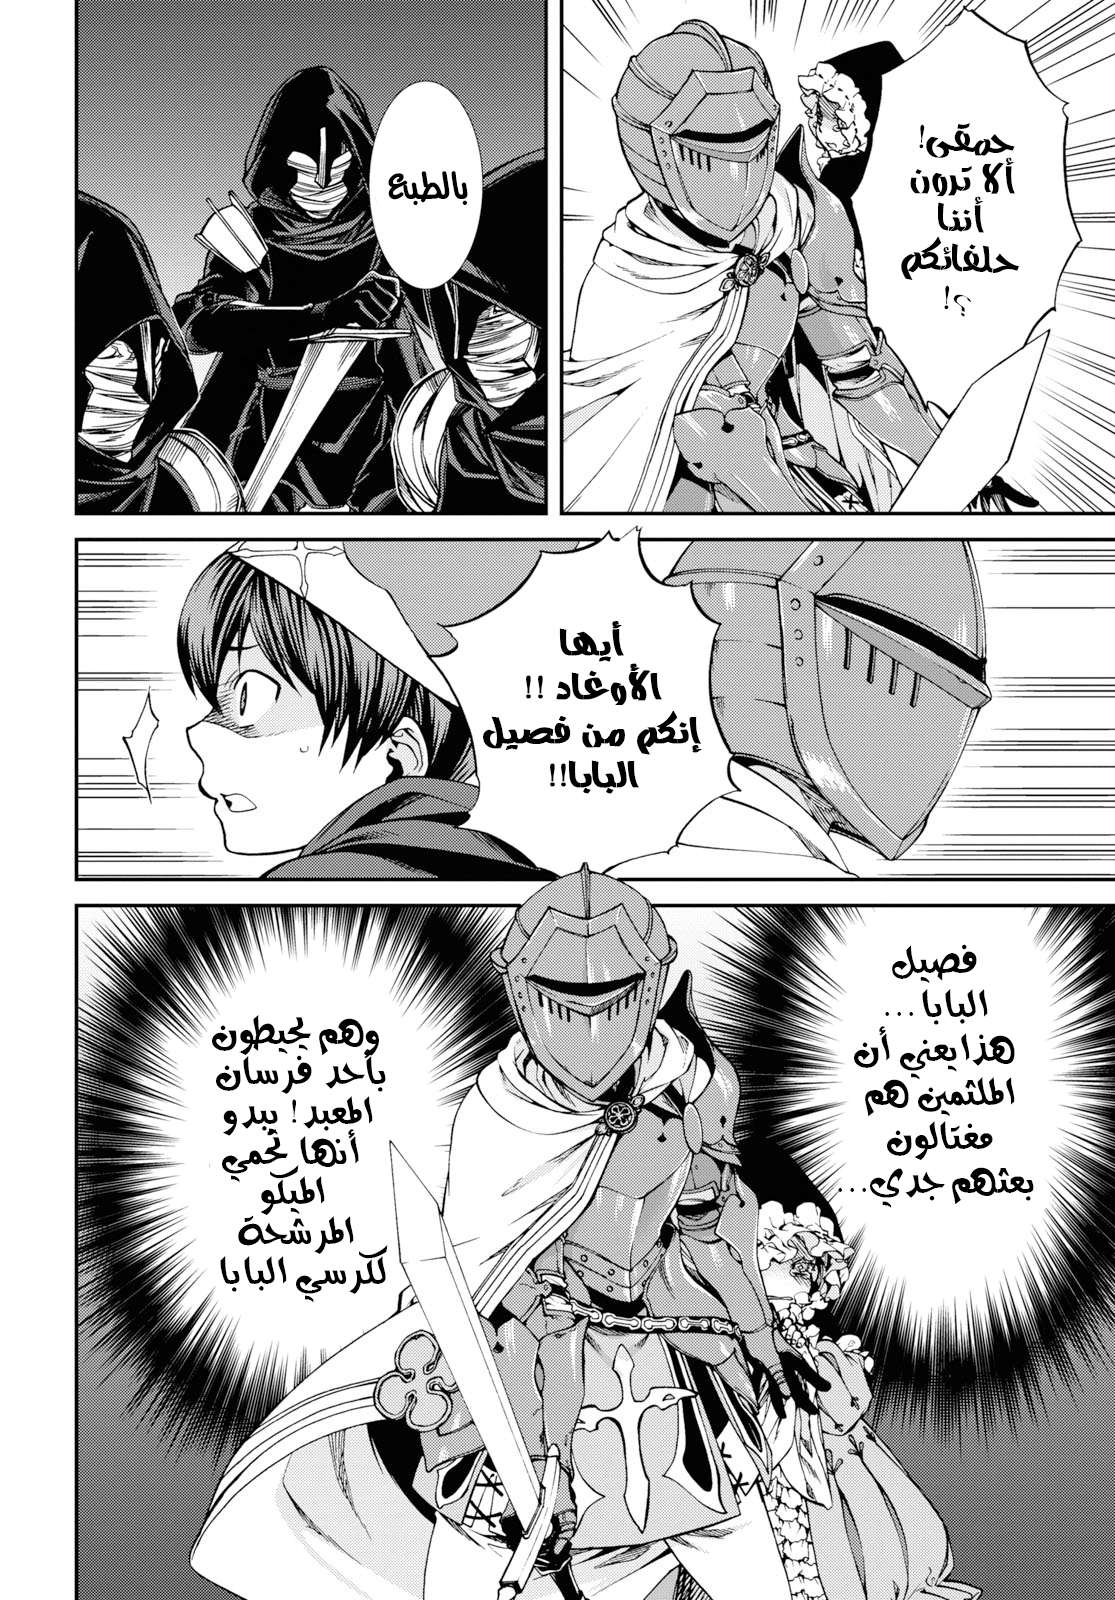 حمقى!
ألا ترون
أننا
حلفائكم
؟!
بالطبع
أيها
الأوغاد !!
إنكم من فصيل
البابا!!
فصيل
البابا...
هذا يعني أن
الملثمين هم
مغتالون
بعثهم جدي...
وهم يحيطون
بأحد فرسان
المعبد! يبدو
أنها تحمي
الميكو
المرشحة
لكرسي البابا